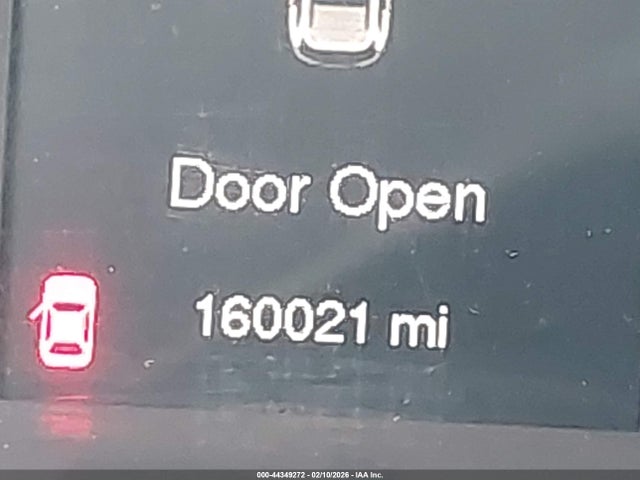 Door Open
160021 mi
000-44349272 - 02/10/2026 - IAA Inc.